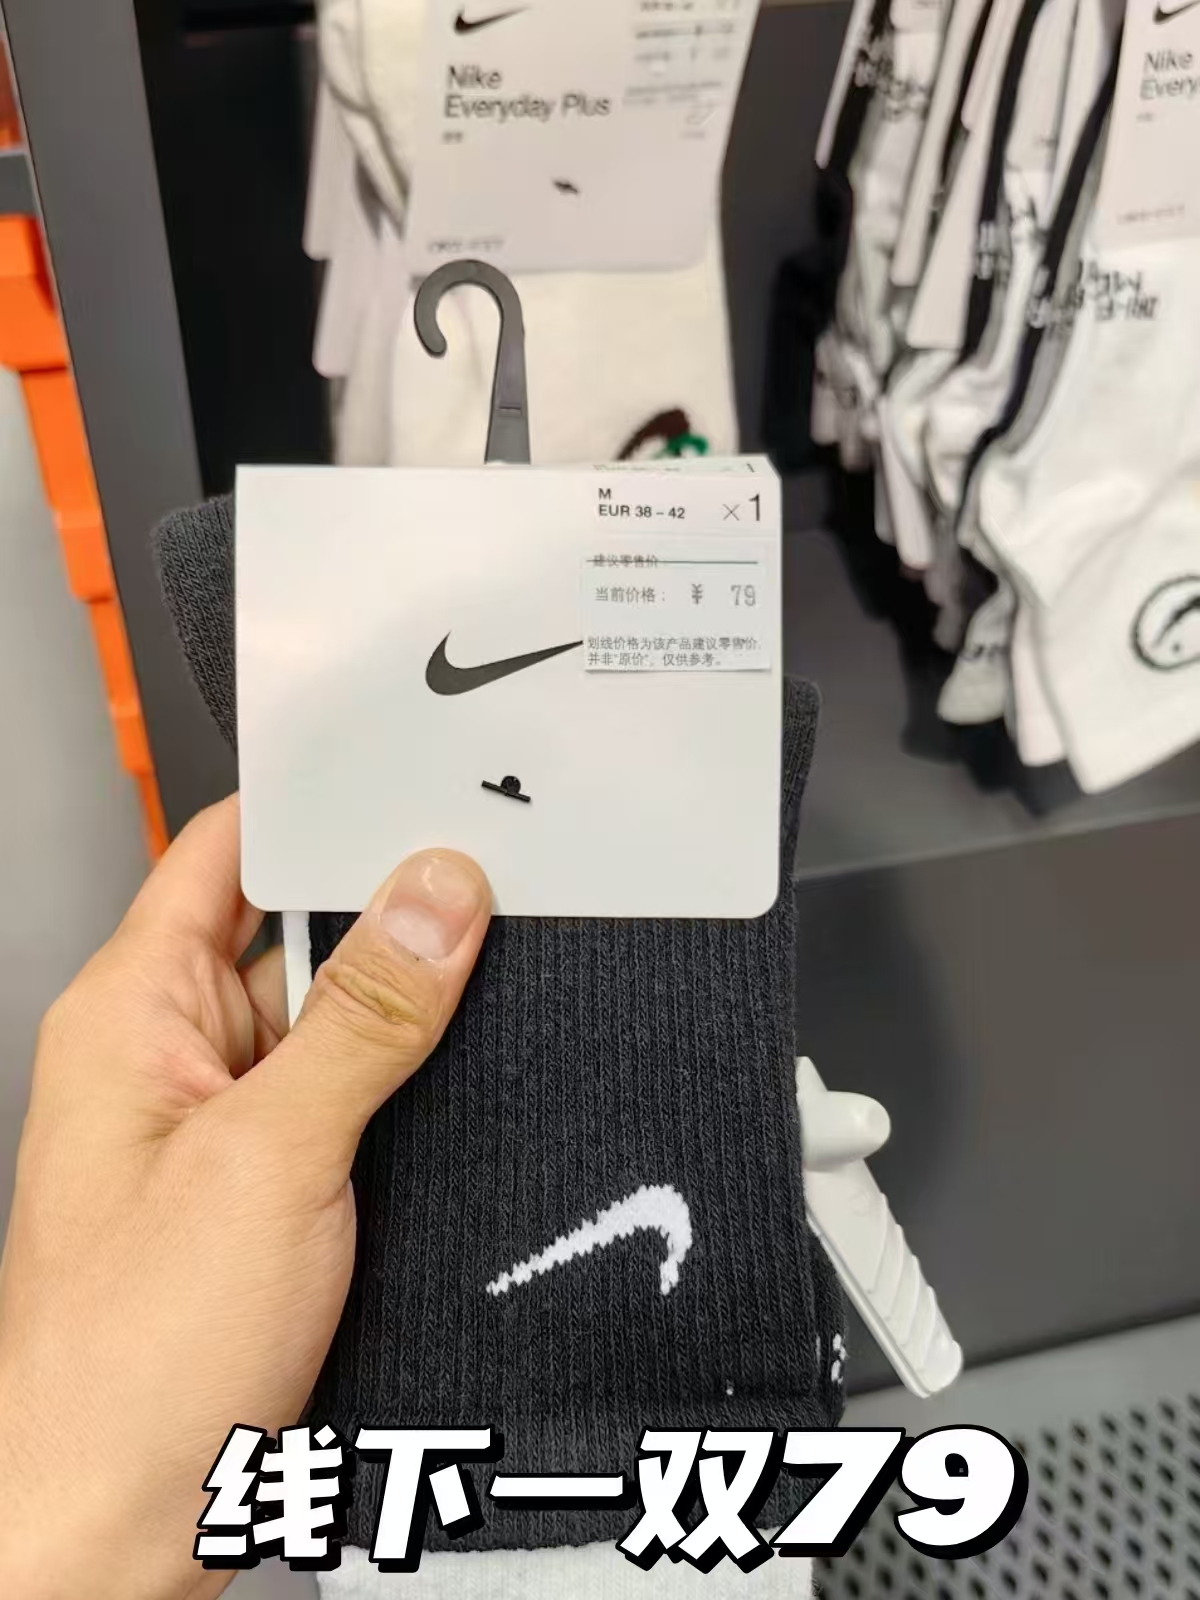 Nike
Everyday Plus
Nike
Every
M
EUR 38 – 42
×1
建议零售价
当前价格： ¥ 79
划线价格为该产品建议零售价,
并非“原价”，仅供参考。
线下一双79